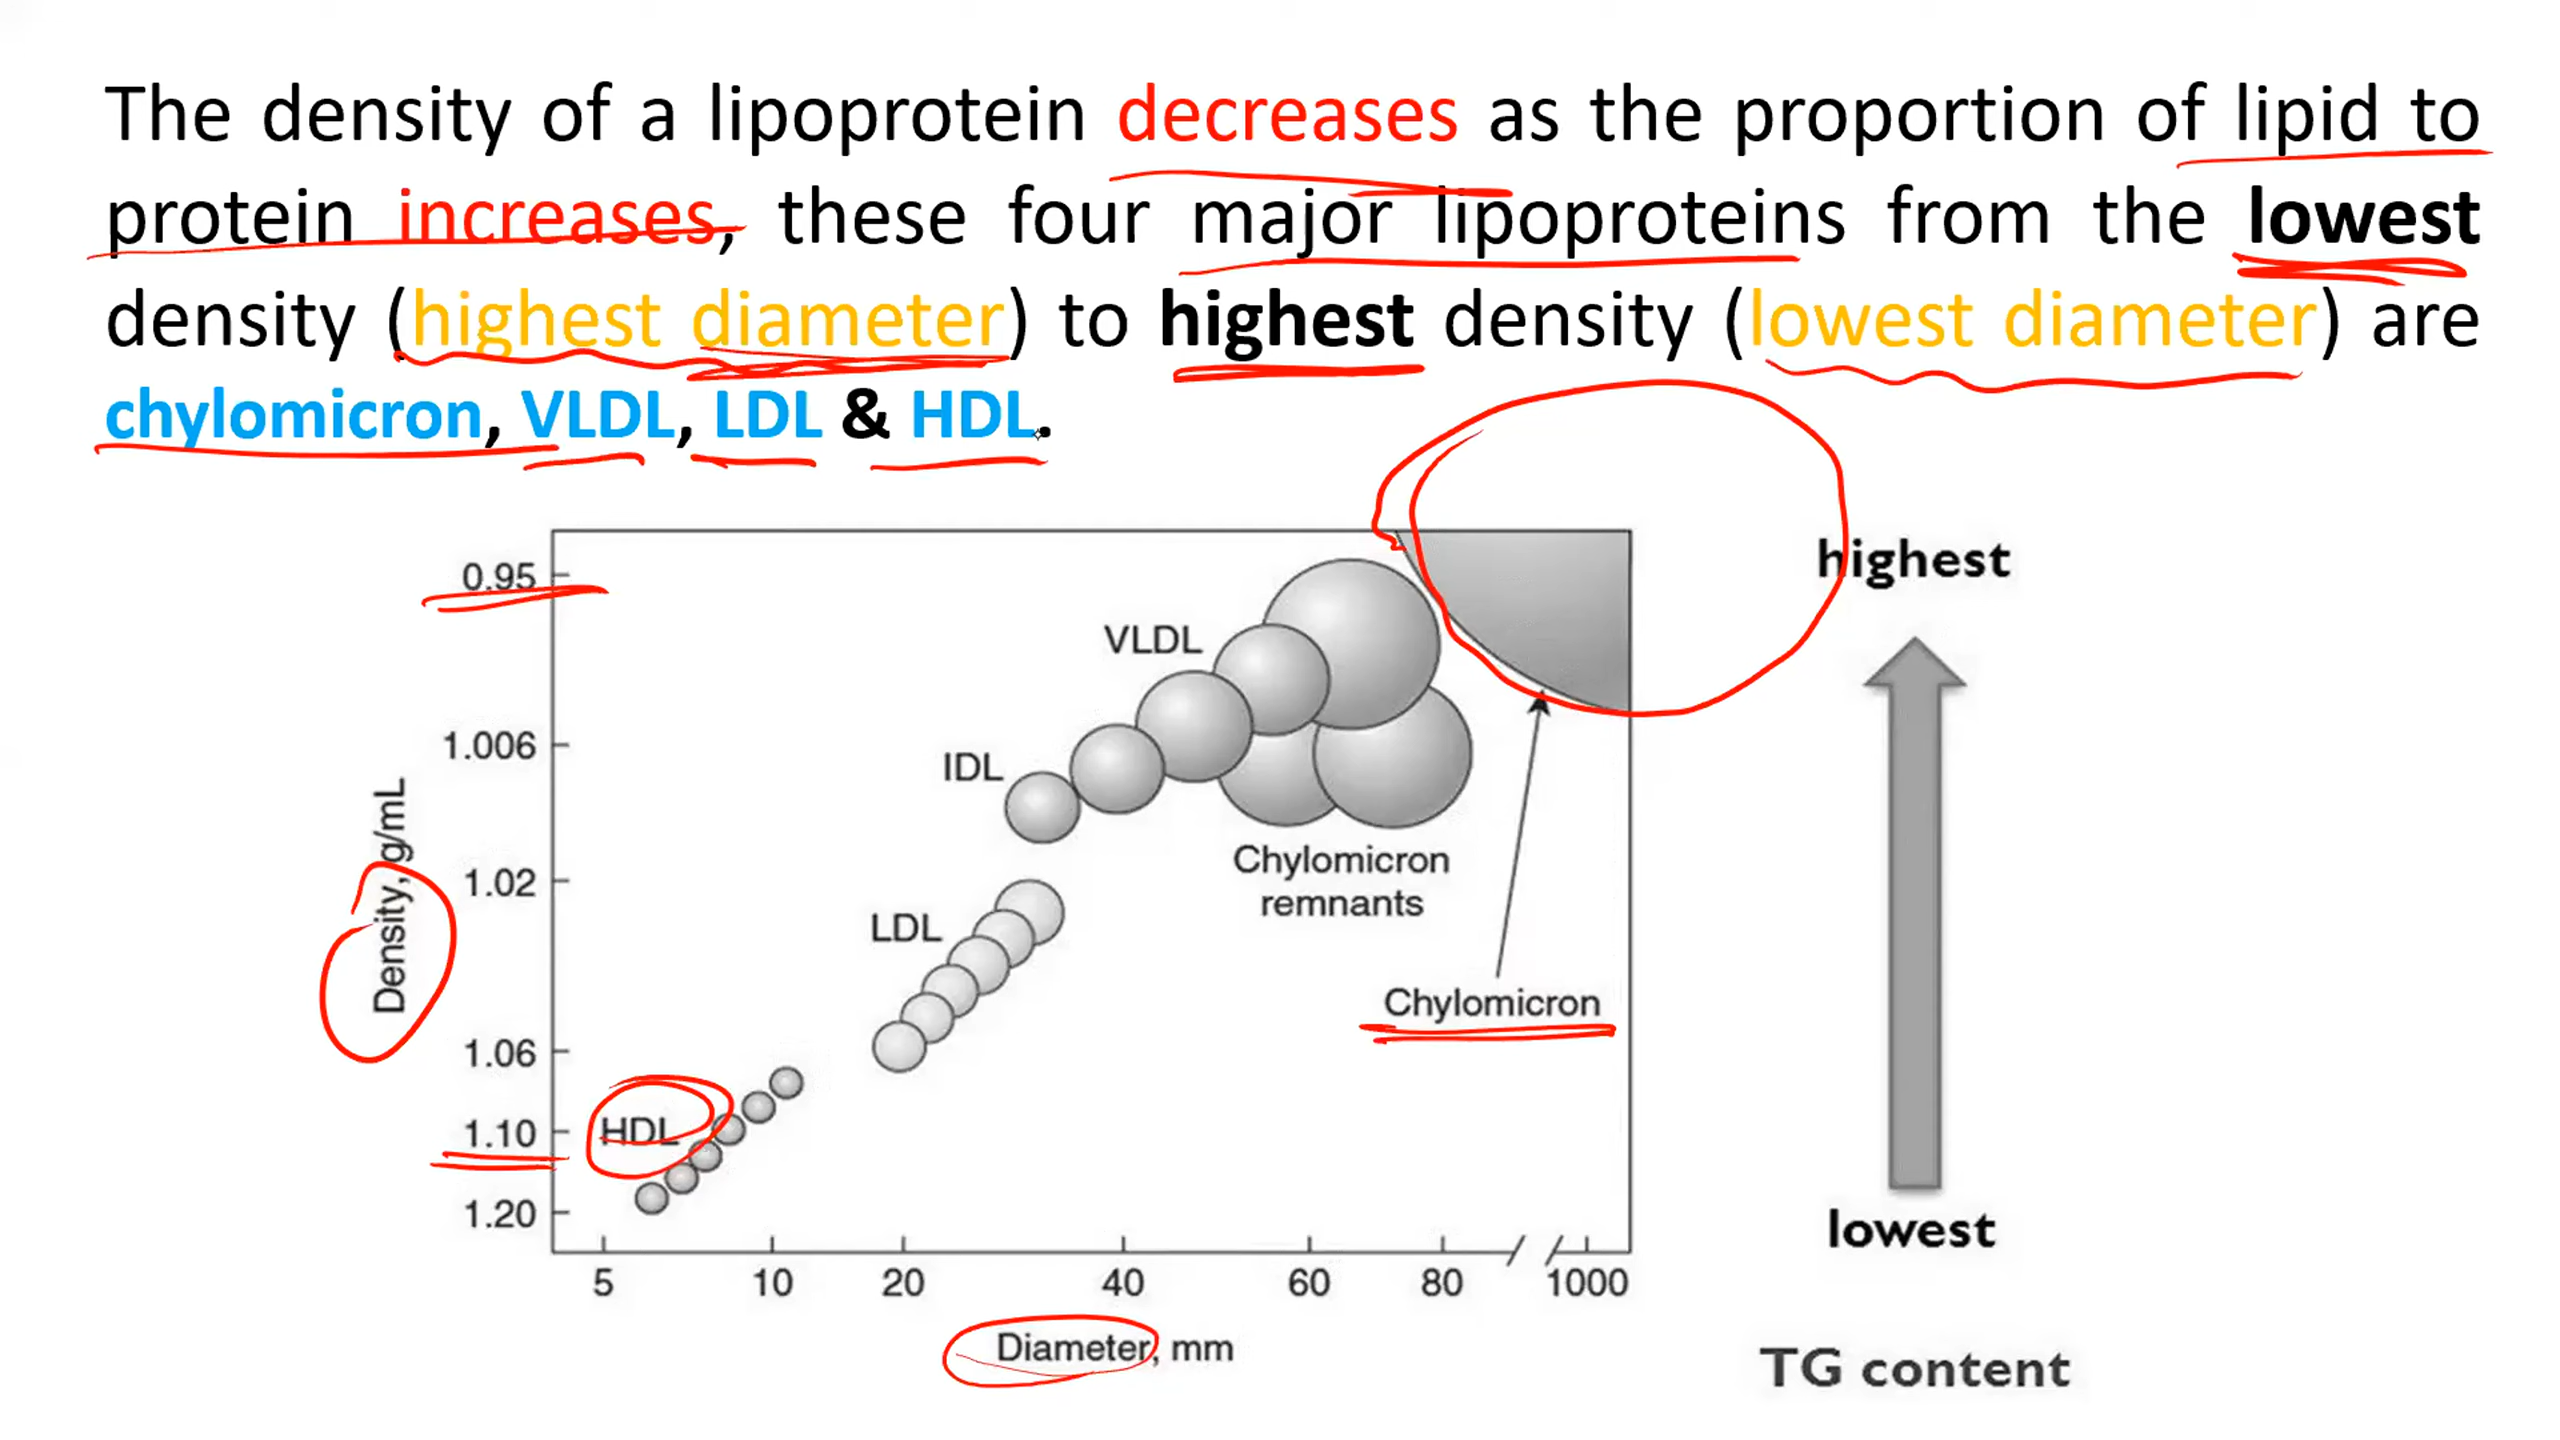 The density of a lipoprotein decreases as the proportion of lipid to
protein increases, these four major lipoproteins from the lowest
density (highest diameter) to highest density (lowest diameter) are
chylomicron, VLDL, LDL & HDL.
highest
0.95
VLDL
1.006
IDL
Density, g/mL
Chylomicron
remnants
1.02
LDL
Chylomicron
1.06
HDL
1.10
1.20
lowest
5 10 20 40 60 80 1000
Diameter, mm
TG content